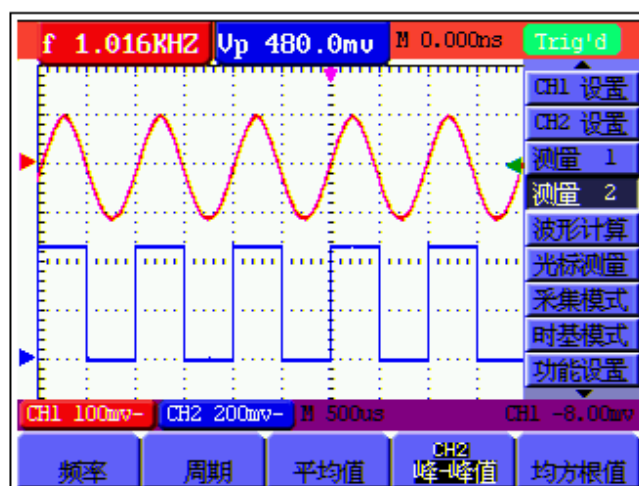 f 1.016KHZ Vp 480.0mv M 0.000ns Trig'd
CH1 设置
CH2 设置
测量 1
测量 2
波形计算
光标测量
采集模式
时基模式
功能设置
CH1 100mv~ CH2 200mv~ M 500us CH1 -8.00mv
频率 周期 平均值 CH2 峰-峰值 均方根值